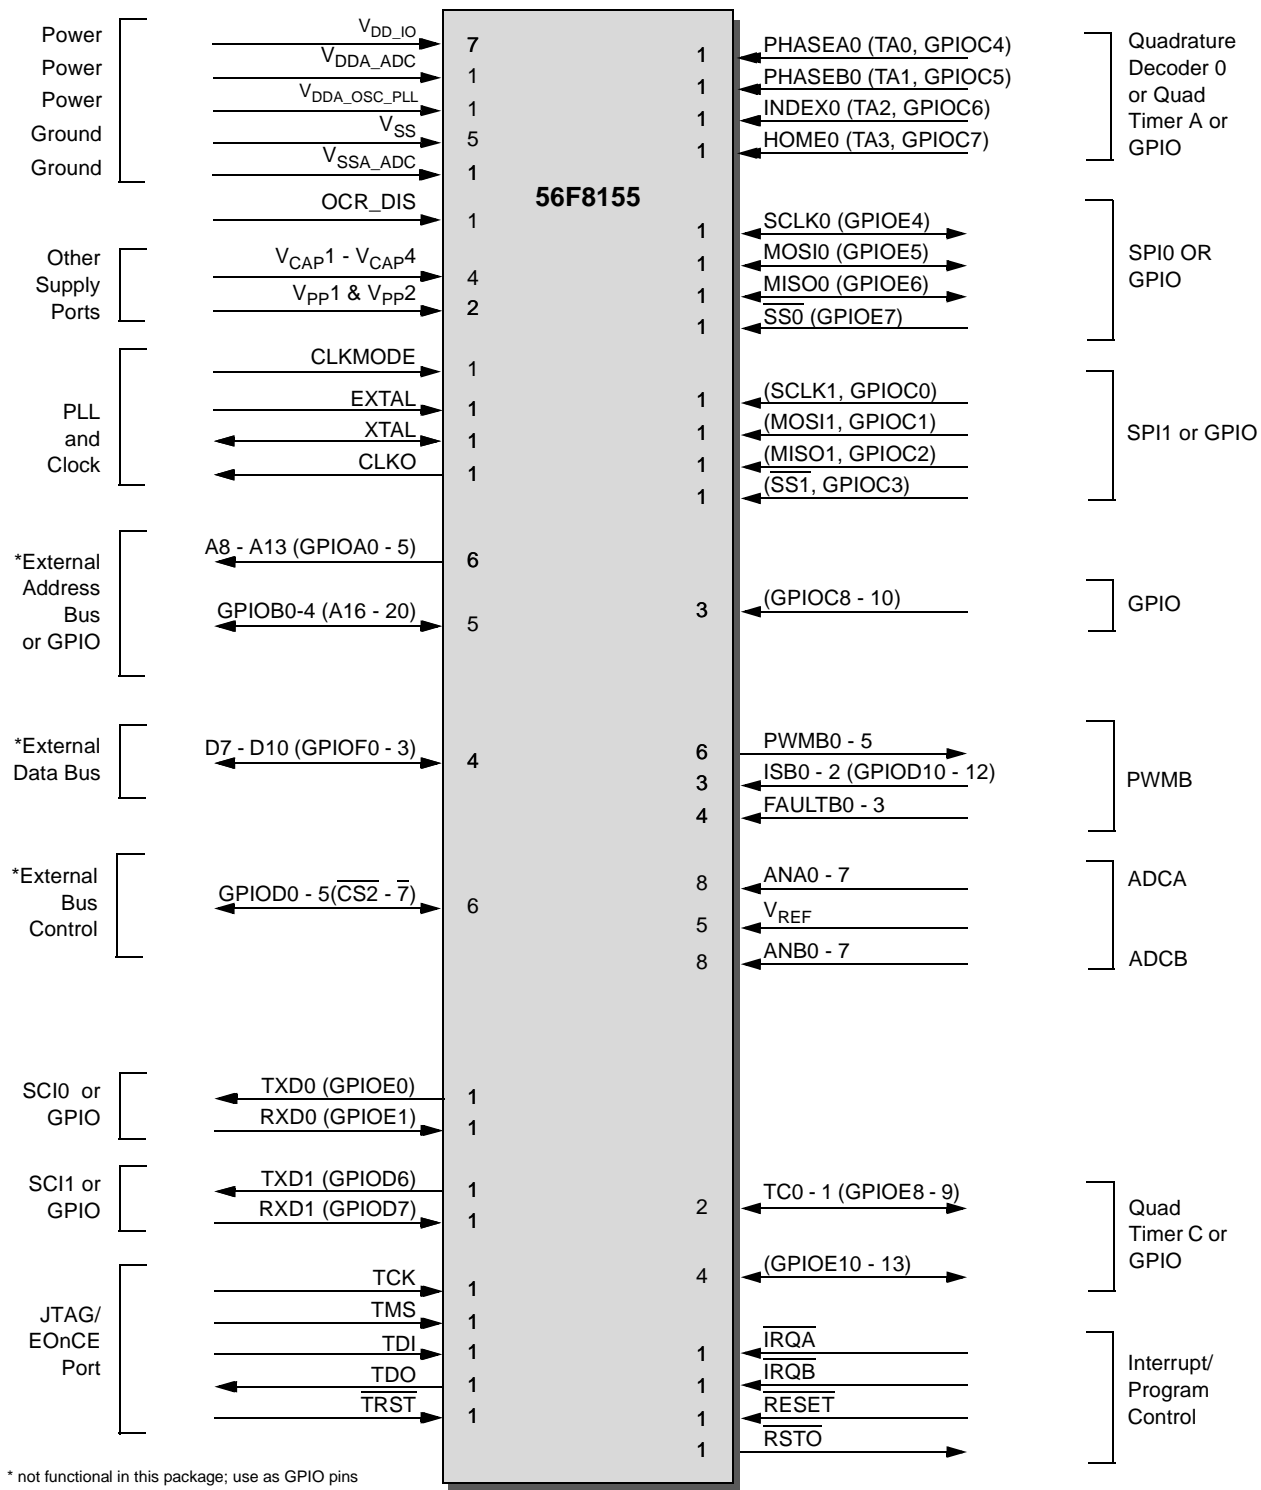 Power
Power
Power
Ground
Ground
V_DD_IO 7
V_DDA_ADC 1
V_DDA_OSC_PLL 1
V_SS 5
V_SSA_ADC 1
OCR_DIS 1
Other
Supply
Ports
V_CAP1 - V_CAP4 4
V_PP1 & V_PP2 2
PLL
and
Clock
CLKMODE 1
EXTAL 1
XTAL 1
CLKO 1
*External
Address
Bus
or GPIO
A8 - A13 (GPIOA0 - 5) 6
GPIOB0-4 (A16 - 20) 5
*External
Data Bus
D7 - D10 (GPIOF0 - 3) 4
*External
Bus
Control
GPIOD0 - 5(C̅S̅2̅ - 7̅) 6
SCI0 or
GPIO
TXD0 (GPIOE0) 1
RXD0 (GPIOE1) 1
SCI1 or
GPIO
TXD1 (GPIOD6) 1
RXD1 (GPIOD7) 1
JTAG/
EOnCE
Port
TCK 1
TMS 1
TDI 1
TDO 1
T̅R̅S̅T̅ 1
56F8155
1 PHASEA0 (TA0, GPIOC4)
1 PHASEB0 (TA1, GPIOC5)
1 INDEX0 (TA2, GPIOC6)
1 HOME0 (TA3, GPIOC7)
Quadrature
Decoder 0
or Quad
Timer A or
GPIO
1 SCLK0 (GPIOE4)
1 MOSI0 (GPIOE5)
1 MISO0 (GPIOE6)
1 S̅S̅0̅ (GPIOE7)
SPI0 OR
GPIO
1 (SCLK1, GPIOC0)
1 (MOSI1, GPIOC1)
1 (MISO1, GPIOC2)
1 (S̅S̅1̅, GPIOC3)
SPI1 or GPIO
3 (GPIOC8 - 10)
GPIO
6 PWMB0 - 5
3 ISB0 - 2 (GPIOD10 - 12)
4 FAULTB0 - 3
PWMB
8 ANA0 - 7
5 V_REF
8 ANB0 - 7
ADCA
ADCB
2 TC0 - 1 (GPIOE8 - 9)
4 (GPIOE10 - 13)
Quad
Timer C or
GPIO
1 I̅R̅Q̅A̅
1 I̅R̅Q̅B̅
1 R̅E̅S̅E̅T̅
1 R̅S̅T̅O̅
Interrupt/
Program
Control
* not functional in this package; use as GPIO pins